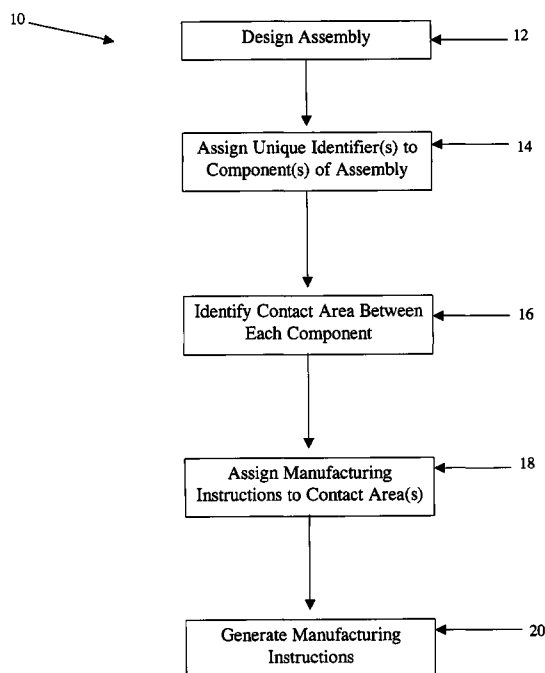 10
Design Assembly
12
Assign Unique Identifier(s) to
Component(s) of Assembly
14
Identify Contact Area Between
Each Component
16
Assign Manufacturing
Instructions to Contact Area(s)
18
Generate Manufacturing
Instructions
20